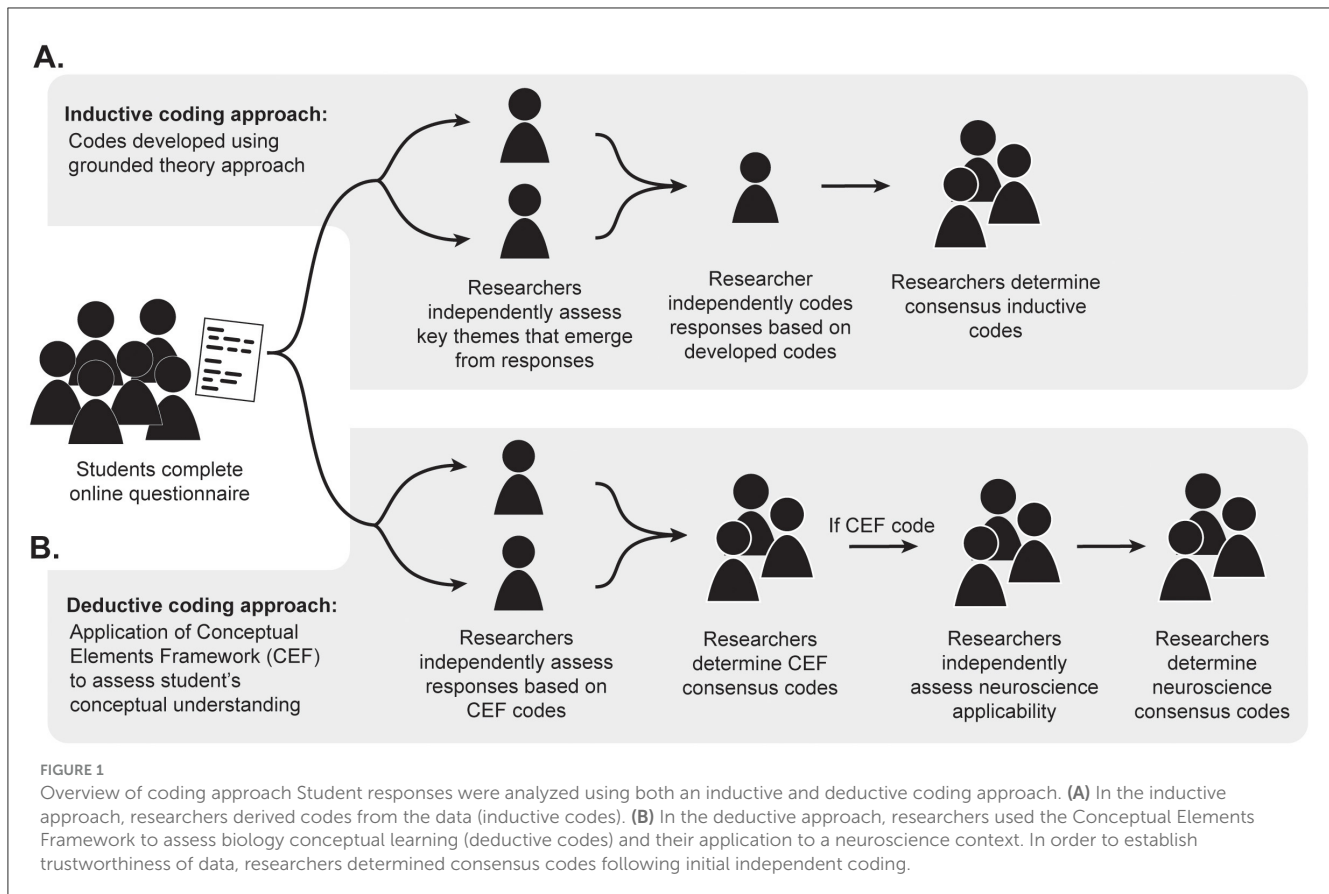 A.
Inductive coding approach:
Codes developed using
grounded theory approach
Researchers
independently assess
key themes that emerge
from responses
Researcher
independently codes
responses based on
developed codes
Researchers determine
consensus inductive
codes
Students complete
online questionnaire
B.
Deductive coding approach:
Application of Conceptual
Elements Framework (CEF)
to assess student's
conceptual understanding
Researchers
independently assess
responses based on
CEF codes
Researchers
determine CEF
consensus codes
If CEF code
Researchers
independently
assess neuroscience
applicability
Researchers
determine
neuroscience
consensus codes
FIGURE 1
Overview of coding approach Student responses were analyzed using both an inductive and deductive coding approach. (A) In the inductive
approach, researchers derived codes from the data (inductive codes). (B) In the deductive approach, researchers used the Conceptual Elements
Framework to assess biology conceptual learning (deductive codes) and their application to a neuroscience context. In order to establish
trustworthiness of data, researchers determined consensus codes following initial independent coding.